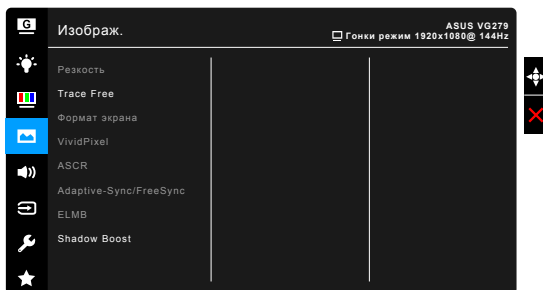 G
Изображ.
ASUS VG279
Гонки режим 1920x1080@ 144Hz
Резкость
Trace Free
Формат экрана
VividPixel
ASCR
Adaptive-Sync/FreeSync
ELMB
Shadow Boost